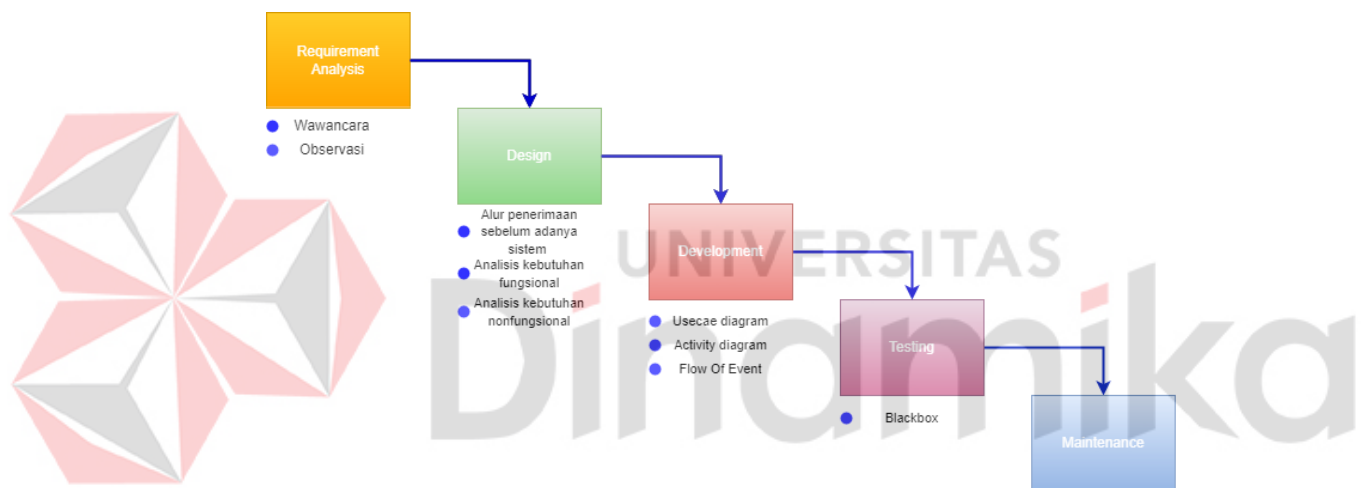 Requirement
Analysis
Wawancara
Observasi
Design
Alur penerimaan
sebelum adanya
sistem
Analisis kebutuhan
fungsional
Analisis kebutuhan
nonfungsional
UNIVERSITAS
Dinamika
Development
Usecae diagram
Activity diagram
Flow Of Event
Testing
Blackbox
Maintenance